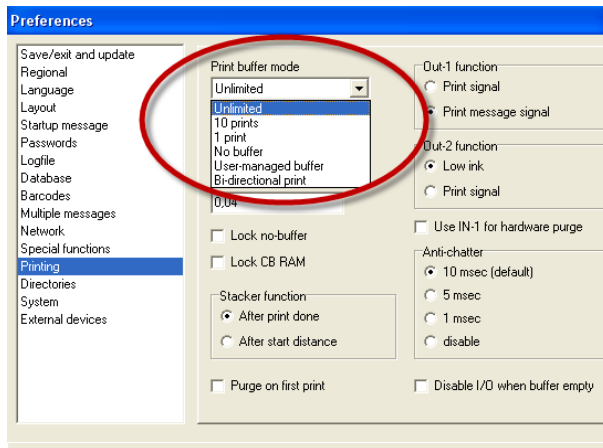 Preferences
Save/exit and update
Regional
Language
Layout
Startup message
Passwords
Logfile
Database
Barcodes
Multiple messages
Network
Special functions
Printing
Directories
System
External devices
Print buffer mode
Unlimited
Unlimited
10 prints
1 print
No buffer
User-managed buffer
Bi-directional print
0,04
Lock no-buffer
Lock CB RAM
Stacker function
After print done
After start distance
Purge on first print
Out-1 function
Print signal
Print message signal
Out-2 function
Low ink
Print signal
Use IN-1 for hardware purge
Anti-chatter
10 msec (default)
5 msec
1 msec
disable
Disable I/O when buffer empty